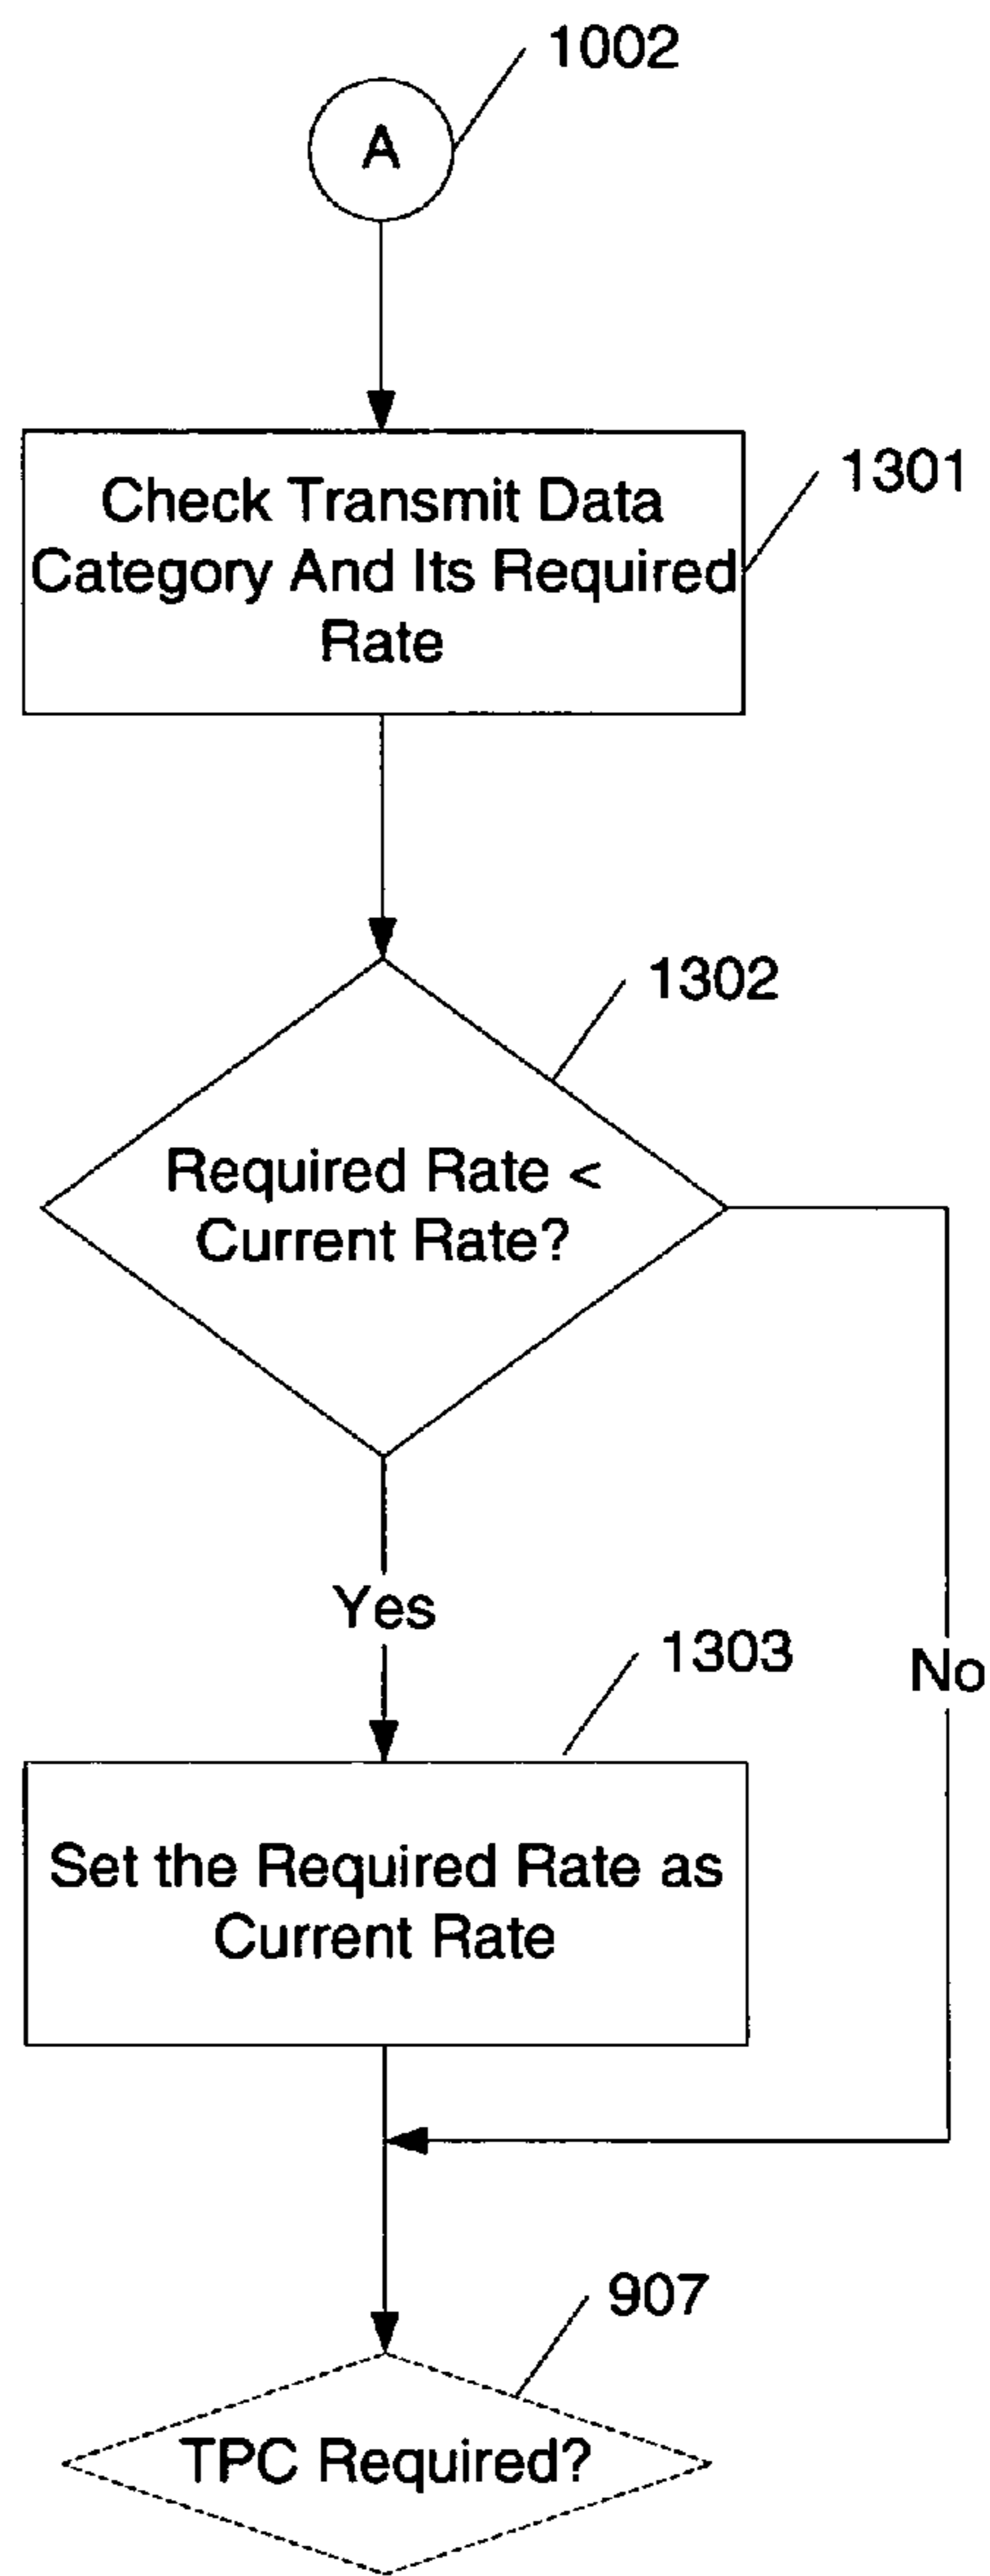 1002
A
1301
Check Transmit Data
Category And Its Required
Rate
1302
Required Rate <
Current Rate?
Yes
1303
No
Set the Required Rate as
Current Rate
907
TPC Required?